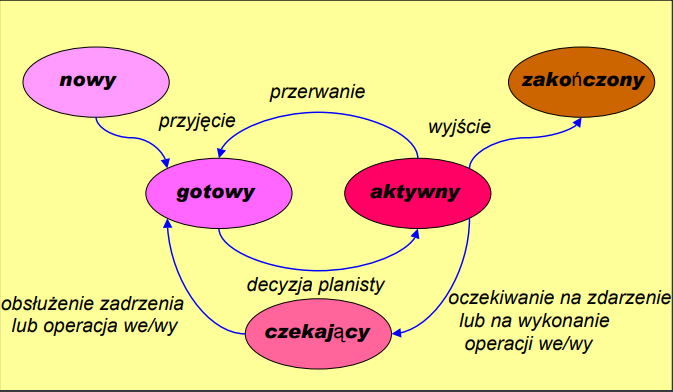 nowy
zakończony
przerwanie
przyjęcie
wyjście
gotowy
aktywny
decyzja planisty
obsłużenie zadrzenia
lub operacja we/wy
oczekiwanie na zdarzenie
lub na wykonanie
operacji we/wy
czekający